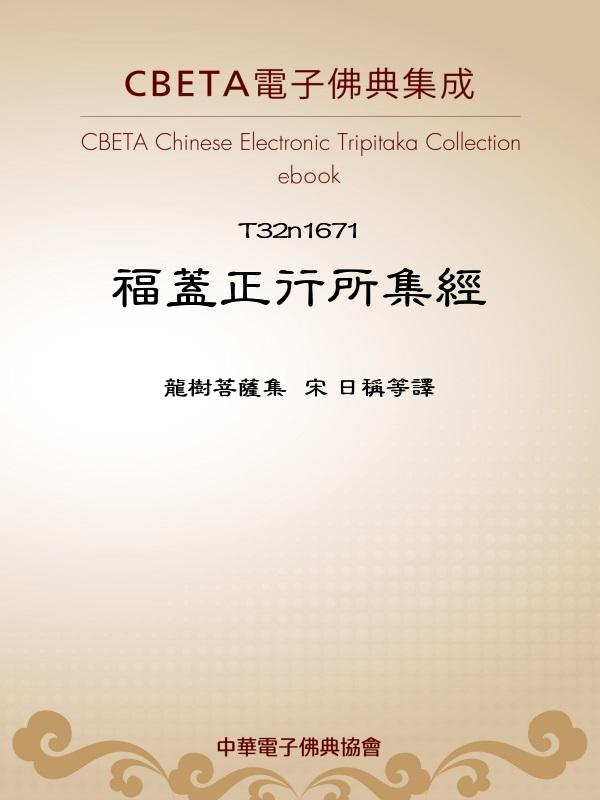 CBETA電子佛典集成
CBETA Chinese Electronic Tripitaka Collection
ebook
T32n1671
福蓋正行所集經
龍樹菩薩集 宋 日稱等譯
中華電子佛典協會